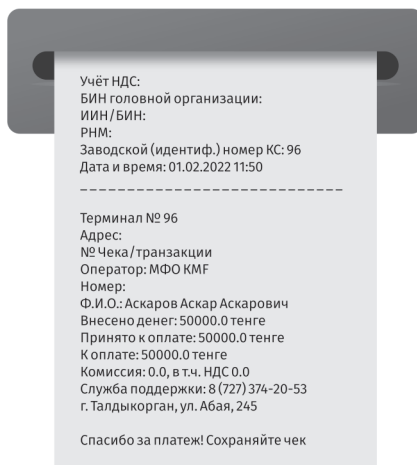 Учёт НДС:
БИН головной организации:
ИИН/БИН:
РНМ:
Заводской (идентиф.) номер КС: 96
Дата и время: 01.02.2022 11:50
____________________________
Терминал № 96
Адрес:
№ Чека/транзакции
Оператор: МФО KMF
Номер:
Ф.И.О.: Аскаров Аскар Аскарович
Внесено денег: 50000.0 тенге
Принято к оплате: 50000.0 тенге
К оплате: 50000.0 тенге
Комиссия: 0.0, в т.ч. НДС 0.0
Служба поддержки: 8 (727) 374-20-53
г. Талдыкорган, ул. Абая, 245
Спасибо за платеж! Сохраняйте чек